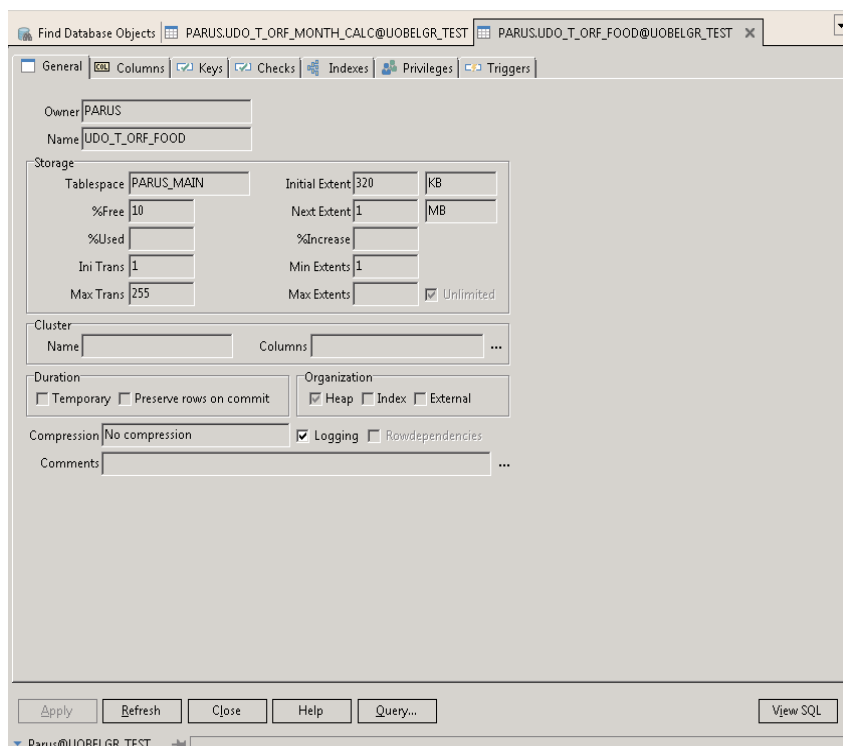 Find Database Objects PARUS.UDO_T_ORF_MONTH_CALC@UOBELGR_TEST PARUS.UDO_T_ORF_FOOD@UOBELGR_TEST
General COL Columns Keys Checks Indexes Privileges Triggers
Owner PARUS
Name UDO_T_ORF_FOOD
Storage
Tablespace PARUS_MAIN Initial Extent 320 KB
%Free 10 Next Extent 1 MB
%Used %Increase
Ini Trans 1 Min Extents 1
Max Trans 255 Max Extents Unlimited
Cluster
Name Columns ...
Duration Organization
Temporary Preserve rows on commit Heap Index External
Compression No compression Logging Rowdependencies
Comments ...
Apply Refresh Close Help Query... View SQL
Parus@UOBELGR_TEST